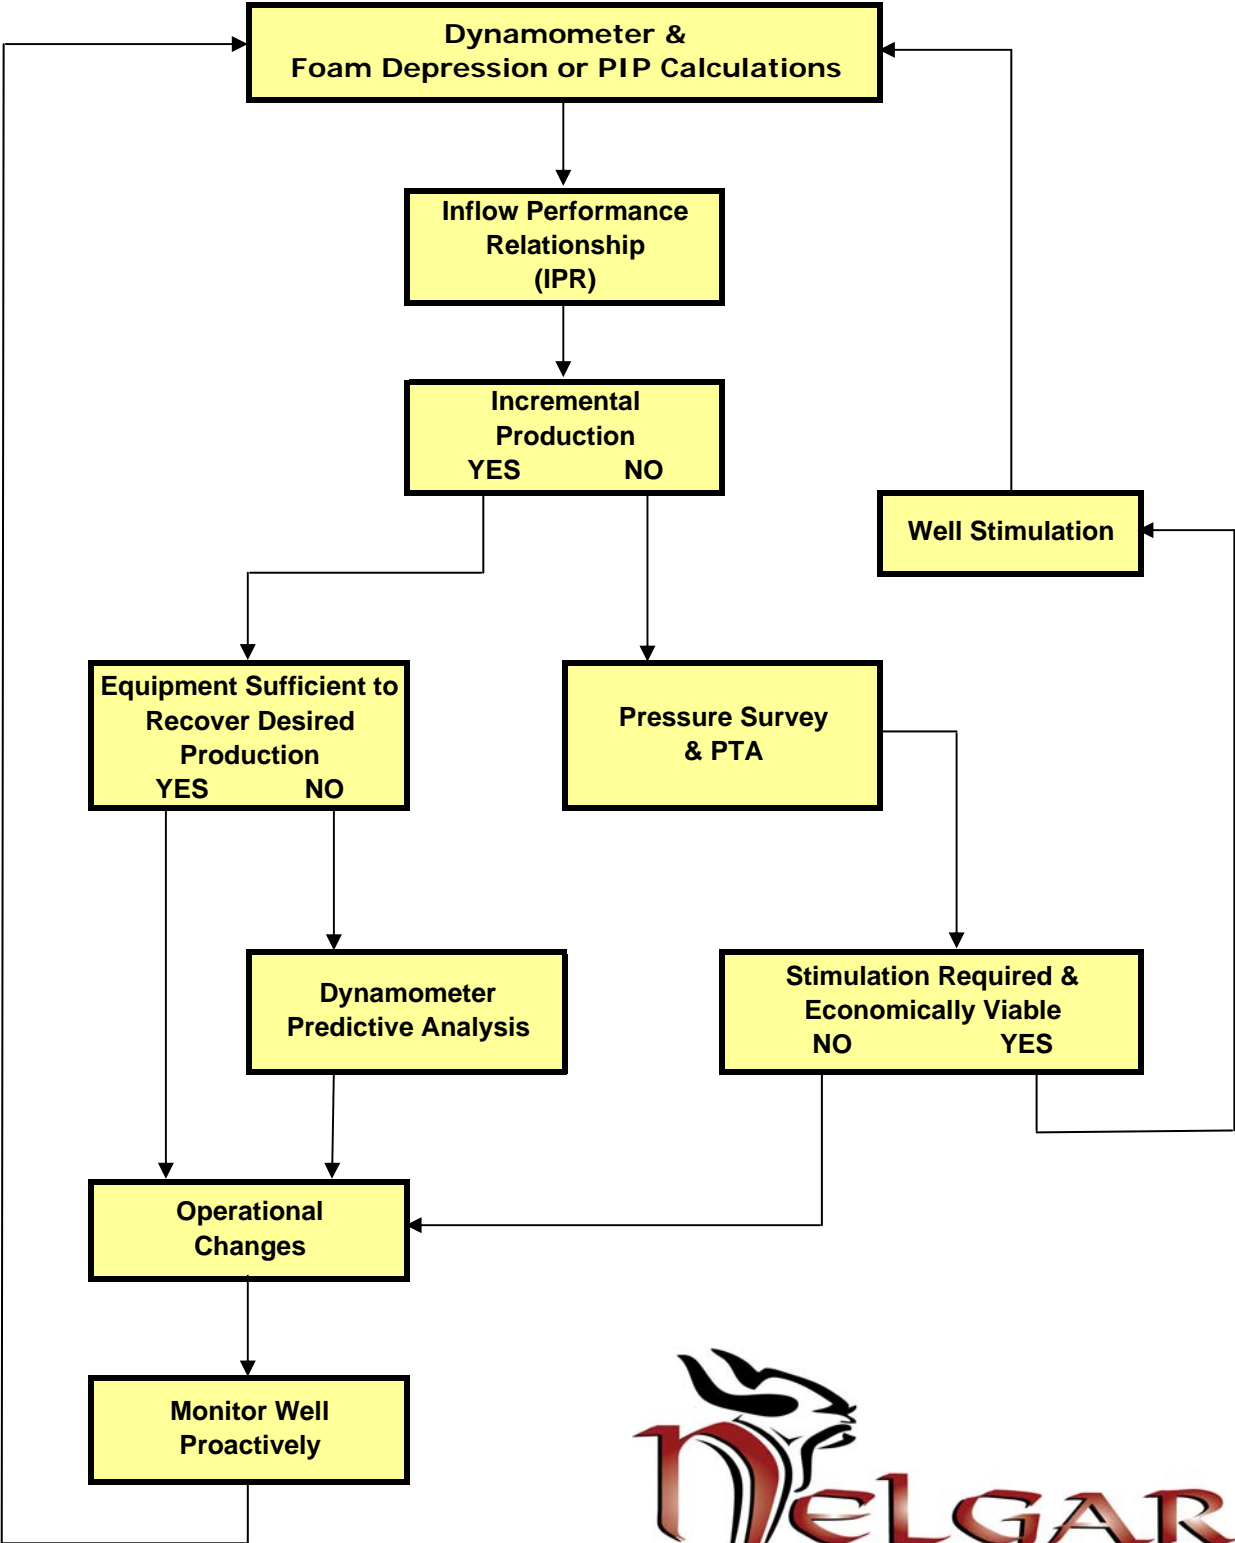 Dynamometer &
Foam Depression or PIP Calculations
Inflow Performance
Relationship
(IPR)
Incremental
Production
YES NO
Well Stimulation
Equipment Sufficient to
Recover Desired
Production
YES NO
Pressure Survey
& PTA
Dynamometer
Predictive Analysis
Stimulation Required &
Economically Viable
NO YES
Operational
Changes
Monitor Well
Proactively
NELGAR